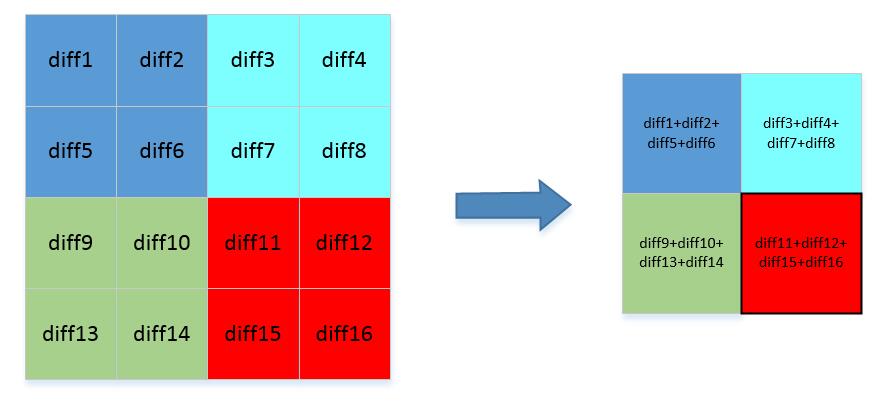 diff1 diff2 diff3 diff4
diff5 diff6 diff7 diff8
diff9 diff10 diff11 diff12
diff13 diff14 diff15 diff16
diff1+diff2+
diff5+diff6
diff3+diff4+
diff7+diff8
diff9+diff10+
diff13+diff14
diff11+diff12+
diff15+diff16